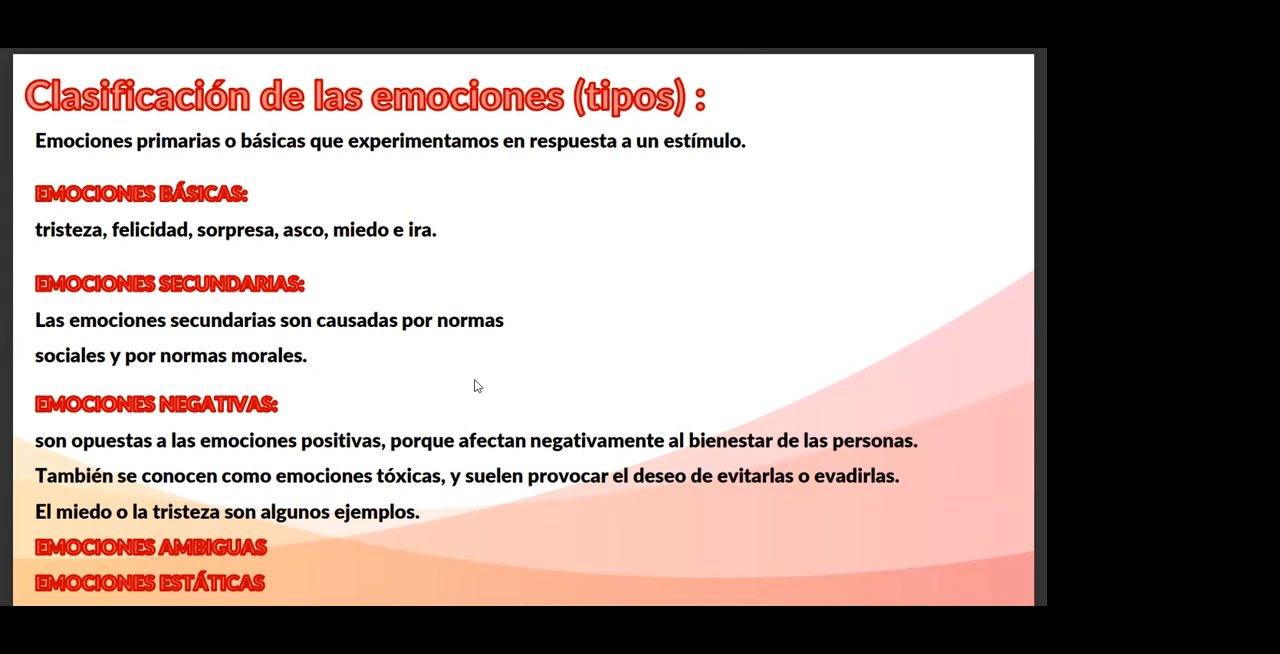 Clasificación de las emociones (tipos) :
Emociones primarias o básicas que experimentamos en respuesta a un estímulo.
EMOCIONES BÁSICAS:
tristeza, felicidad, sorpresa, asco, miedo e ira.
EMOCIONES SECUNDARIAS:
Las emociones secundarias son causadas por normas
sociales y por normas morales.
EMOCIONES NEGATIVAS:
son opuestas a las emociones positivas, porque afectan negativamente al bienestar de las personas.
También se conocen como emociones tóxicas, y suelen provocar el deseo de evitarlas o evadirlas.
El miedo o la tristeza son algunos ejemplos.
EMOCIONES AMBIGUAS
EMOCIONES ESTÁTICAS